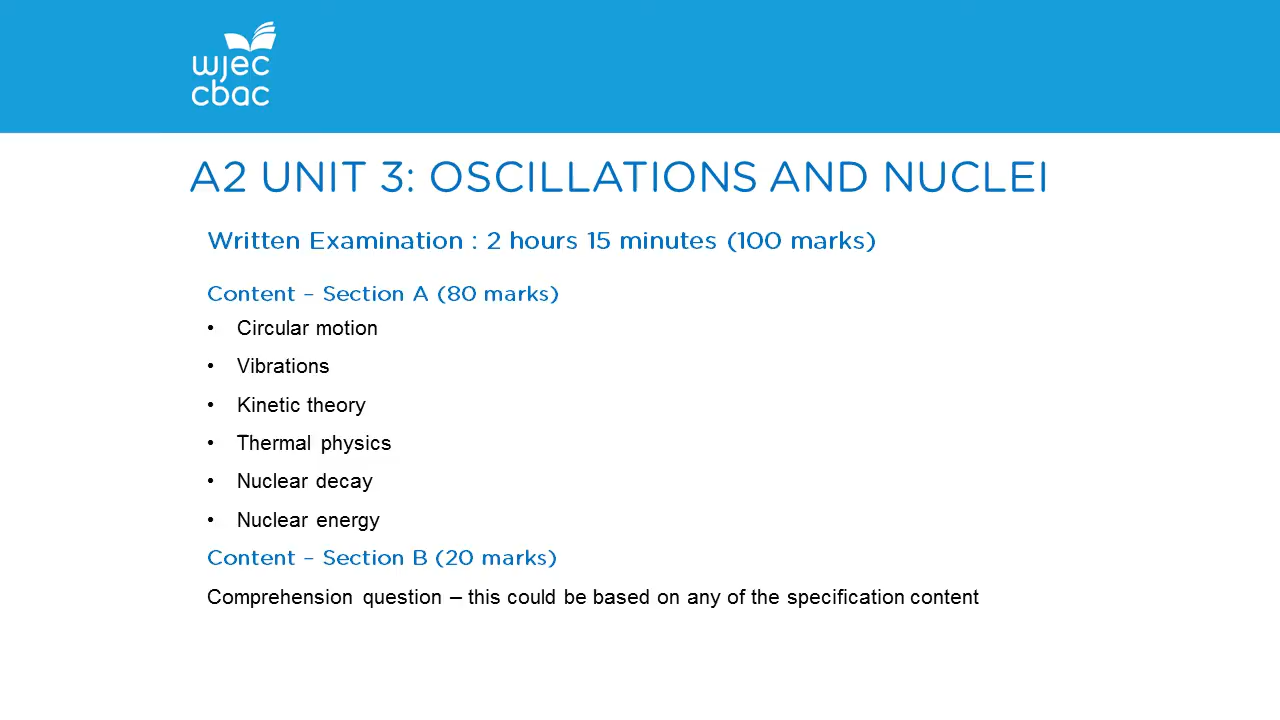 wjec
cbac
A2 UNIT 3: OSCILLATIONS AND NUCLEI
Written Examination : 2 hours 15 minutes (100 marks)
Content – Section A (80 marks)
• Circular motion
• Vibrations
• Kinetic theory
• Thermal physics
• Nuclear decay
• Nuclear energy
Content – Section B (20 marks)
Comprehension question – this could be based on any of the specification content